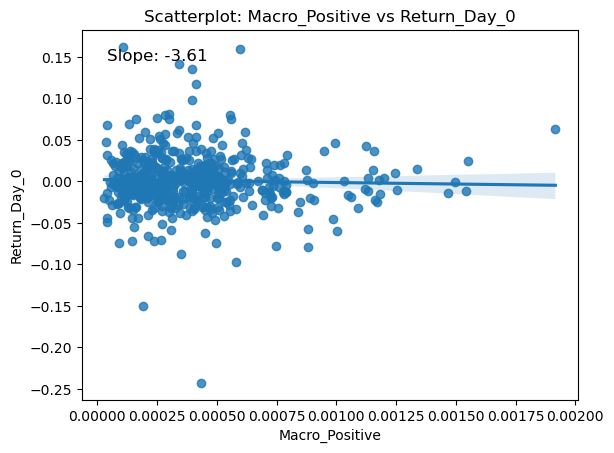 Scatterplot: Macro_Positive vs Return_Day_0
Slope: -3.61
0.15
0.10
0.05
0.00
−0.05
−0.10
−0.15
−0.20
−0.25
Return_Day_0
0.00000 0.00025 0.00050 0.00075 0.00100 0.00125 0.00150 0.00175 0.00200
Macro_Positive